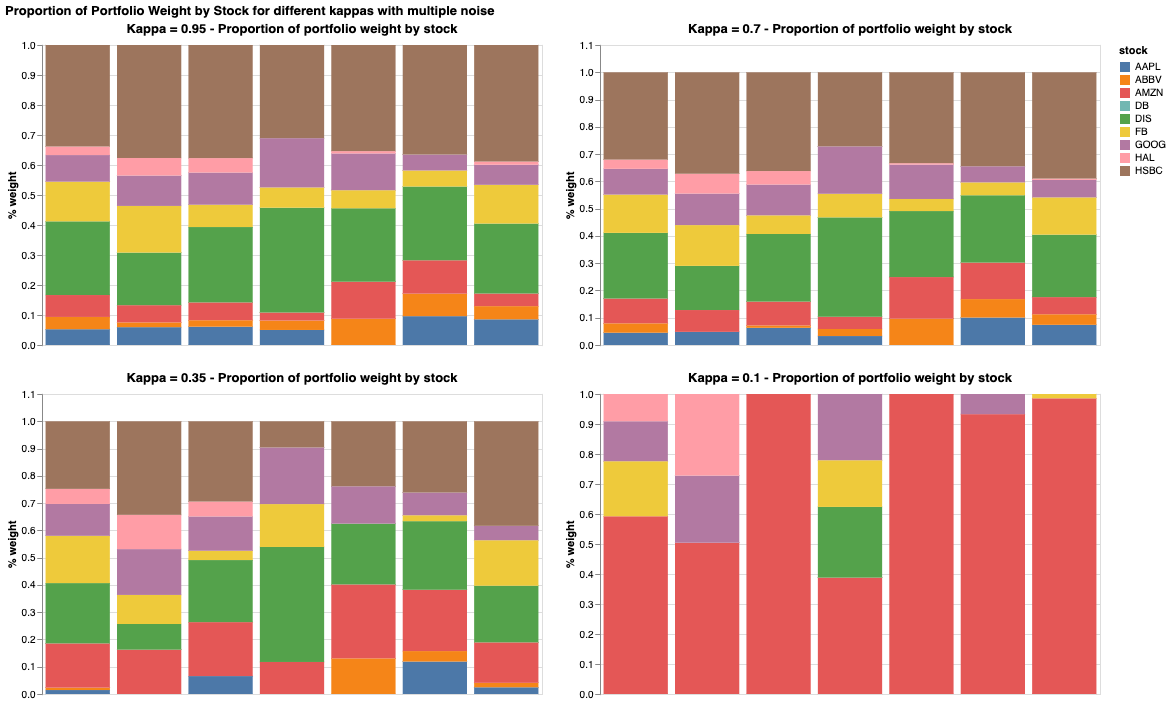 Proportion of Portfolio Weight by Stock for different kappas with multiple noise
Kappa = 0.95 - Proportion of portfolio weight by stock
1.0
0.9
0.8
0.7
0.6
0.5
0.4
0.3
0.2
0.1
0.0
% weight
Kappa = 0.7 - Proportion of portfolio weight by stock
1.1
1.0
0.9
0.8
0.7
0.6
0.5
0.4
0.3
0.2
0.1
0.0
% weight
stock
AAPL
ABBV
AMZN
DB
DIS
FB
GOOG
HAL
HSBC
Kappa = 0.35 - Proportion of portfolio weight by stock
1.1
1.0
0.9
0.8
0.7
0.6
0.5
0.4
0.3
0.2
0.1
0.0
% weight
Kappa = 0.1 - Proportion of portfolio weight by stock
1.0
0.9
0.8
0.7
0.6
0.5
0.4
0.3
0.2
0.1
0.0
% weight